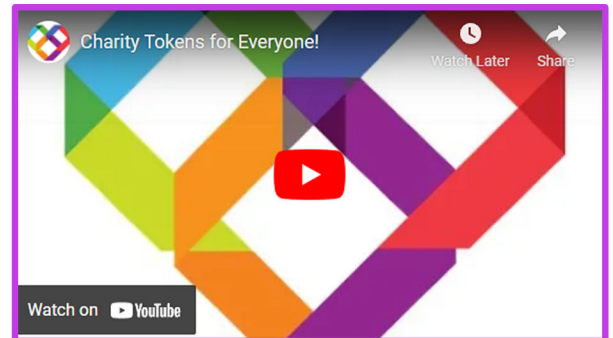 Charity Tokens for Everyone!
Watch Later
Share
Watch on YouTube